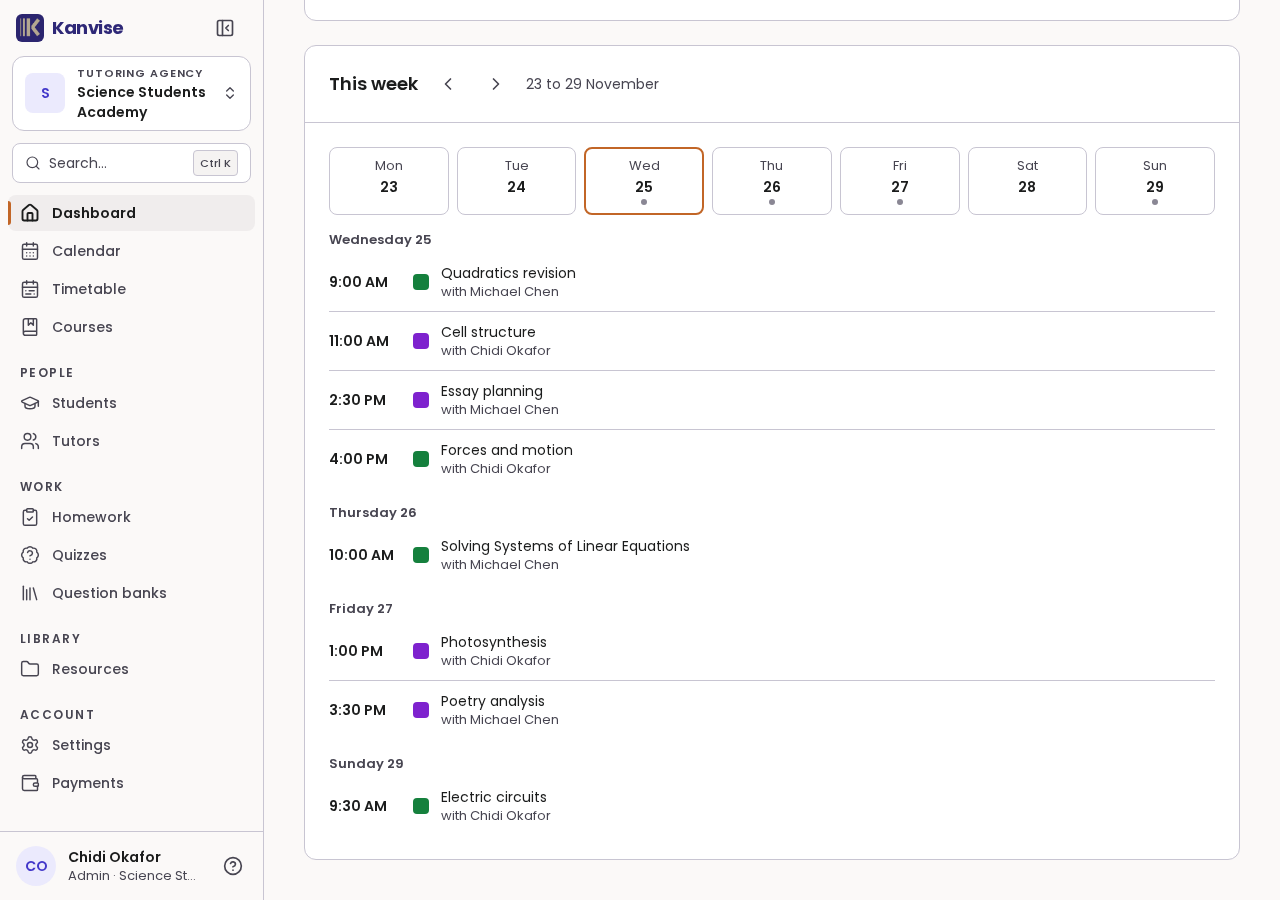 Kanvise
TUTORING AGENCY
S
Science Students
Academy
Search...
Ctrl K
Dashboard
Calendar
Timetable
Courses
PEOPLE
Students
Tutors
WORK
Homework
Quizzes
Question banks
LIBRARY
Resources
ACCOUNT
Settings
Payments
CO
Chidi Okafor
Admin · Science St...
This week
23 to 29 November
Mon
23
Tue
24
Wed
25
Thu
26
Fri
27
Sat
28
Sun
29
Wednesday 25
9:00 AM
Quadratics revision
with Michael Chen
11:00 AM
Cell structure
with Chidi Okafor
2:30 PM
Essay planning
with Michael Chen
4:00 PM
Forces and motion
with Chidi Okafor
Thursday 26
10:00 AM
Solving Systems of Linear Equations
with Michael Chen
Friday 27
1:00 PM
Photosynthesis
with Chidi Okafor
3:30 PM
Poetry analysis
with Michael Chen
Sunday 29
9:30 AM
Electric circuits
with Chidi Okafor